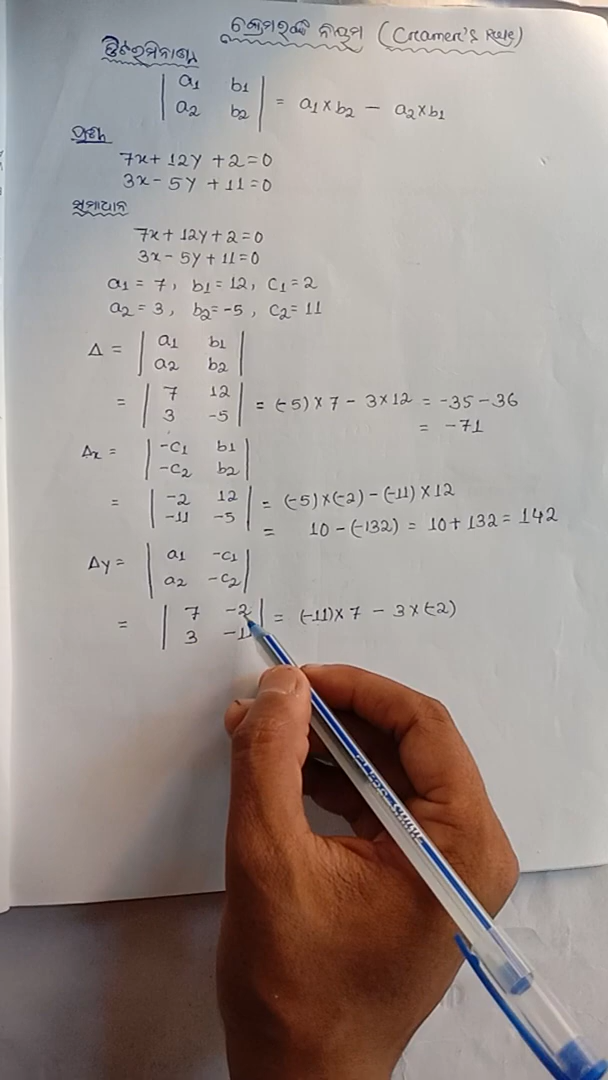 କ୍ରେମରଙ୍କ ନିୟମ (Cramer's Rule)
ଡିଟରମିନାଣ୍ଟ
| a1 b1 |
| a2 b2 | = a1×b2 − a2×b1
ପ୍ରଶ୍ନ
7x + 12y + 2 = 0
3x − 5y + 11 = 0
ସମାଧାନ
7x + 12y + 2 = 0
3x − 5y + 11 = 0
a1 = 7, b1 = 12, c1 = 2
a2 = 3, b2 = -5, c2 = 11
Δ = | a1 b1 |
| a2 b2 |
= | 7 12 |
| 3 -5 | = (-5) × 7 − 3×12 = -35 − 36
= -71
Δx = | -c1 b1 |
| -c2 b2 |
= | -2 12 |
| -11 -5 | = (-5)×(-2) − (-11)×12
= 10 − (-132) = 10 + 132 = 142
Δy = | a1 -c1 |
| a2 -c2 |
= | 7 -2 |
| 3 -11 | = (-11)×7 − 3×(-2)